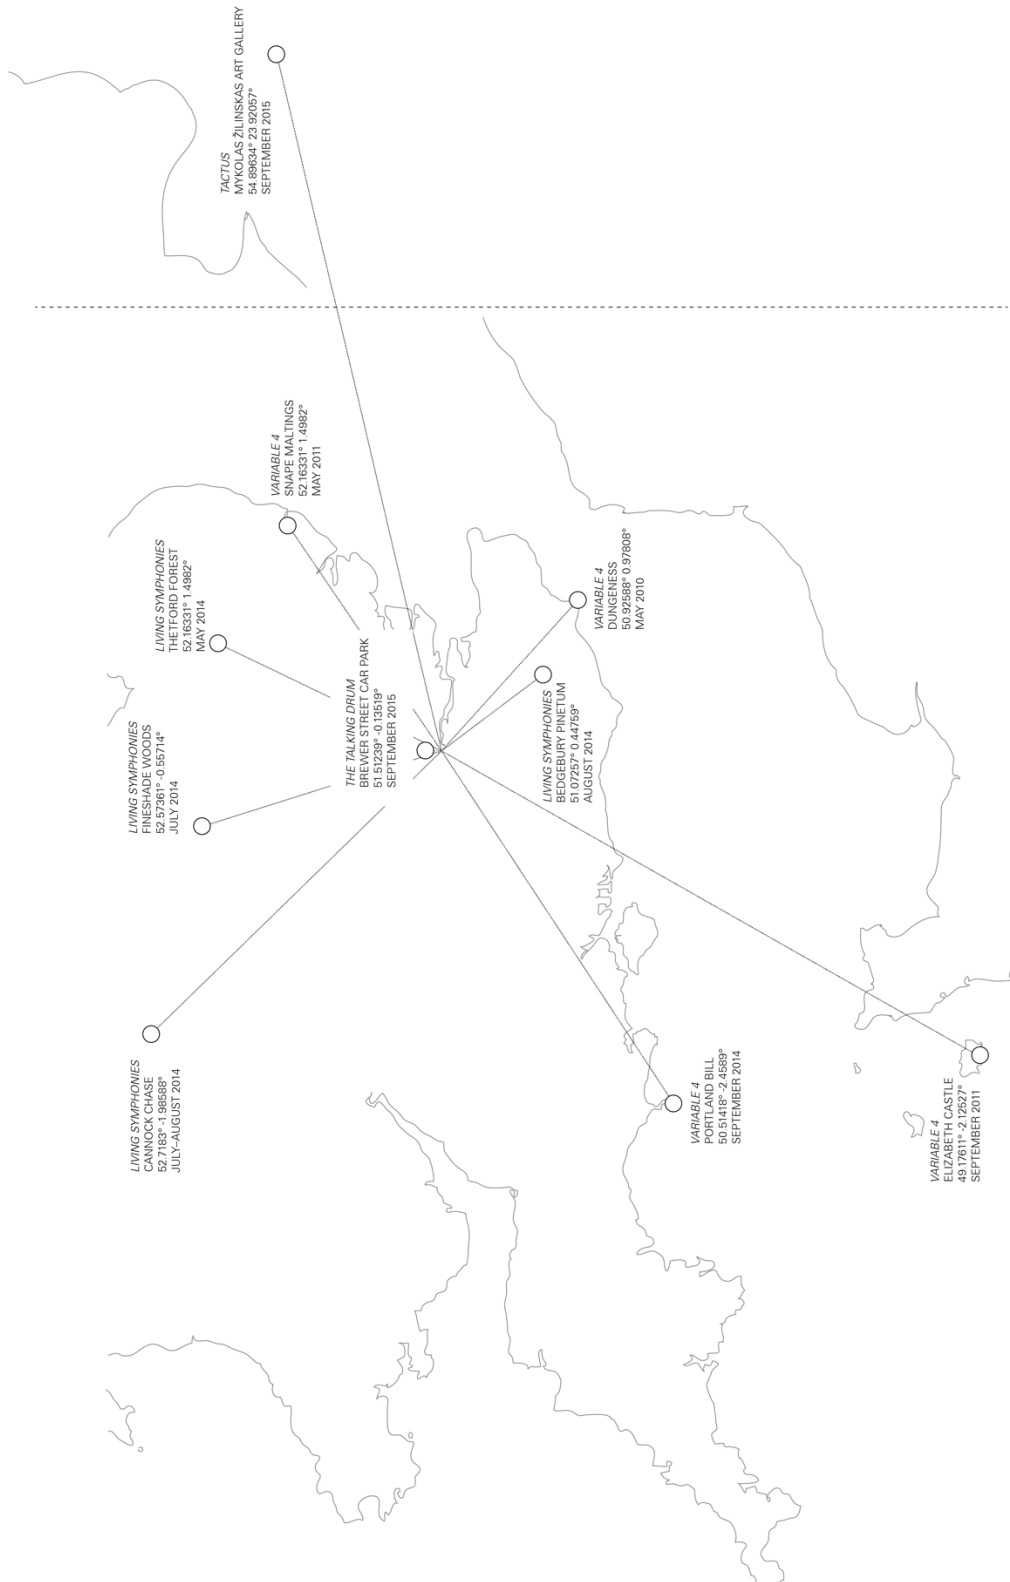 LIVING SYMPHONIES
CANNOCK CHASE
52.7183° -1.98588°
JULY–AUGUST 2014
LIVING SYMPHONIES
FINESHADE WOODS
52.57361° -0.55714°
JULY 2014
LIVING SYMPHONIES
THETFORD FOREST
52.16331° 1.4982°
MAY 2014
VARIABLE 4
SNAPE MALTINGS
52.16331° 1.4982°
MAY 2011
TACTUS
MYKOLAS ŽILINSKAS ART GALLERY
54.89634° 23.92057°
SEPTEMBER 2015
THE TALKING DRUM
BREWER STREET CAR PARK
51.51239° -0.13519°
SEPTEMBER 2015
LIVING SYMPHONIES
BEDGEBURY PINETUM
51.07257° 0.44759°
AUGUST 2014
VARIABLE 4
DUNGENESS
50.92588° 0.97808°
MAY 2010
VARIABLE 4
PORTLAND BILL
50.51418° -2.4589°
SEPTEMBER 2014
VARIABLE 4
ELIZABETH CASTLE
49.17611° -2.12527°
SEPTEMBER 2011